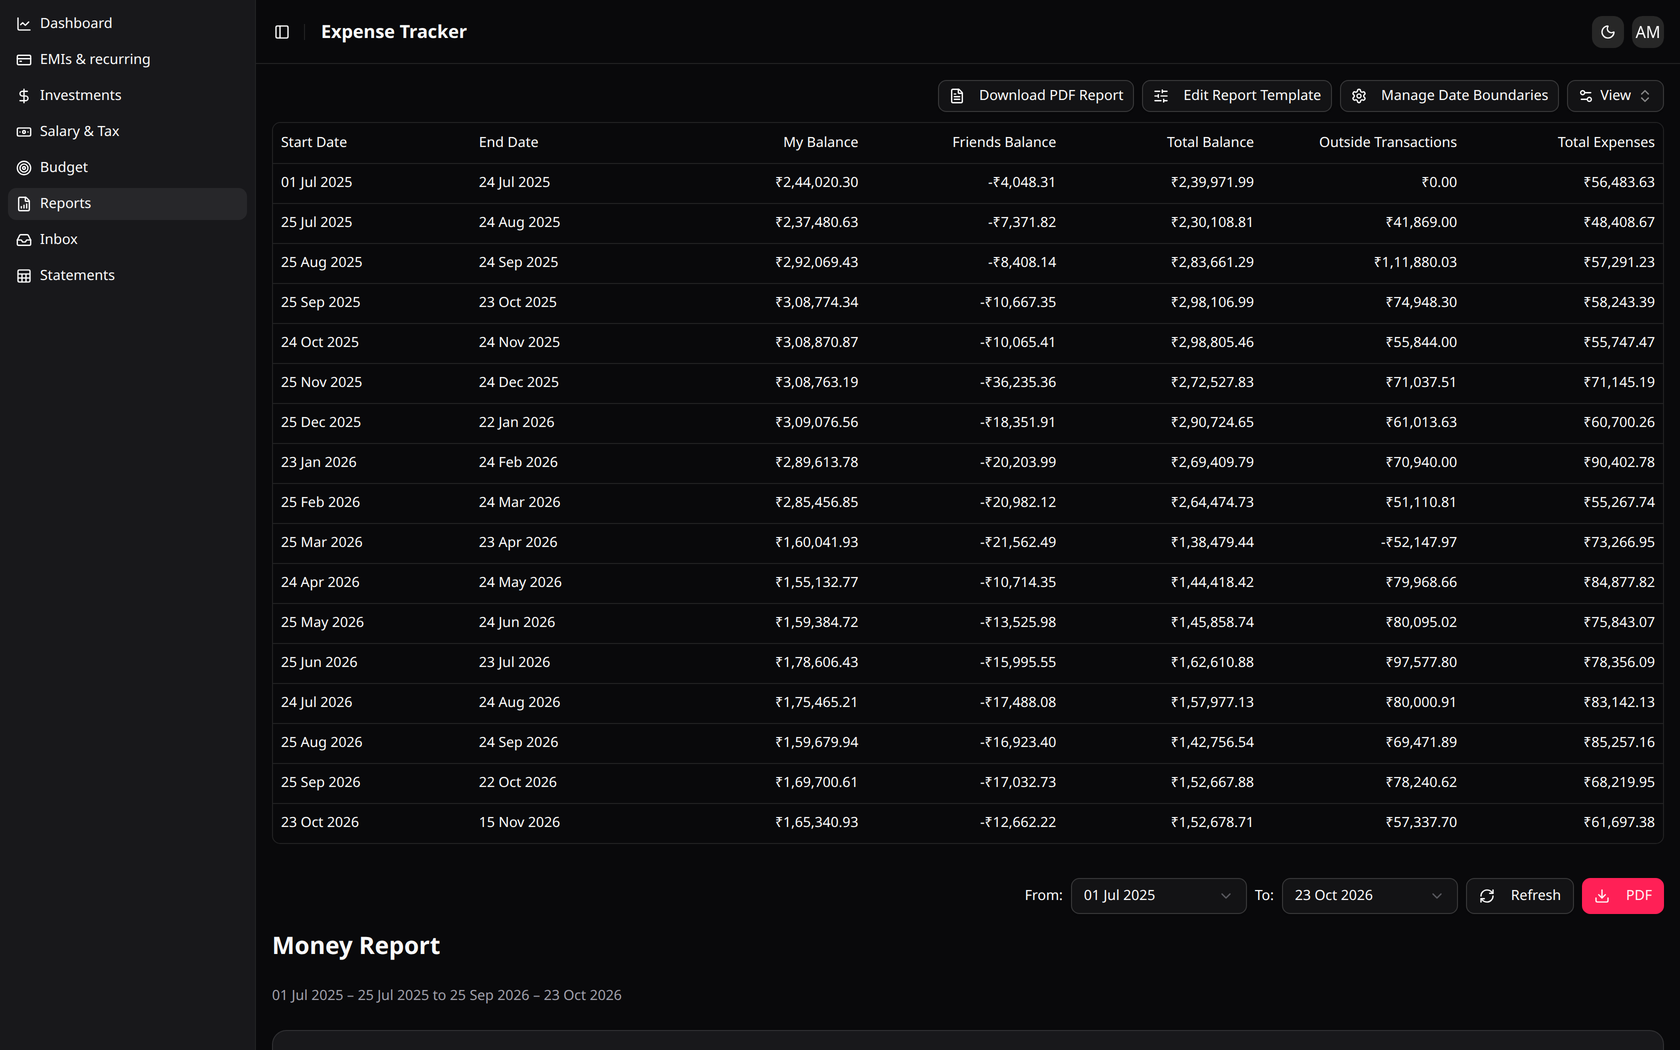 Dashboard
EMIs & recurring
Investments
Salary & Tax
Budget
Reports
Inbox
Statements
Expense Tracker
AM
Download PDF Report
Edit Report Template
Manage Date Boundaries
View
Start Date End Date My Balance Friends Balance Total Balance Outside Transactions Total Expenses
01 Jul 2025 24 Jul 2025 ₹2,44,020.30 -₹4,048.31 ₹2,39,971.99 ₹0.00 ₹56,483.63
25 Jul 2025 24 Aug 2025 ₹2,37,480.63 -₹7,371.82 ₹2,30,108.81 ₹41,869.00 ₹48,408.67
25 Aug 2025 24 Sep 2025 ₹2,92,069.43 -₹8,408.14 ₹2,83,661.29 ₹1,11,880.03 ₹57,291.23
25 Sep 2025 23 Oct 2025 ₹3,08,774.34 -₹10,667.35 ₹2,98,106.99 ₹74,948.30 ₹58,243.39
24 Oct 2025 24 Nov 2025 ₹3,08,870.87 -₹10,065.41 ₹2,98,805.46 ₹55,844.00 ₹55,747.47
25 Nov 2025 24 Dec 2025 ₹3,08,763.19 -₹36,235.36 ₹2,72,527.83 ₹71,037.51 ₹71,145.19
25 Dec 2025 22 Jan 2026 ₹3,09,076.56 -₹18,351.91 ₹2,90,724.65 ₹61,013.63 ₹60,700.26
23 Jan 2026 24 Feb 2026 ₹2,89,613.78 -₹20,203.99 ₹2,69,409.79 ₹70,940.00 ₹90,402.78
25 Feb 2026 24 Mar 2026 ₹2,85,456.85 -₹20,982.12 ₹2,64,474.73 ₹51,110.81 ₹55,267.74
25 Mar 2026 23 Apr 2026 ₹1,60,041.93 -₹21,562.49 ₹1,38,479.44 -₹52,147.97 ₹73,266.95
24 Apr 2026 24 May 2026 ₹1,55,132.77 -₹10,714.35 ₹1,44,418.42 ₹79,968.66 ₹84,877.82
25 May 2026 24 Jun 2026 ₹1,59,384.72 -₹13,525.98 ₹1,45,858.74 ₹80,095.02 ₹75,843.07
25 Jun 2026 23 Jul 2026 ₹1,78,606.43 -₹15,995.55 ₹1,62,610.88 ₹97,577.80 ₹78,356.09
24 Jul 2026 24 Aug 2026 ₹1,75,465.21 -₹17,488.08 ₹1,57,977.13 ₹80,000.91 ₹83,142.13
25 Aug 2026 24 Sep 2026 ₹1,59,679.94 -₹16,923.40 ₹1,42,756.54 ₹69,471.89 ₹85,257.16
25 Sep 2026 22 Oct 2026 ₹1,69,700.61 -₹17,032.73 ₹1,52,667.88 ₹78,240.62 ₹68,219.95
23 Oct 2026 15 Nov 2026 ₹1,65,340.93 -₹12,662.22 ₹1,52,678.71 ₹57,337.70 ₹61,697.38
From: 01 Jul 2025 To: 23 Oct 2026 Refresh PDF
Money Report
01 Jul 2025 – 25 Jul 2025 to 25 Sep 2026 – 23 Oct 2026